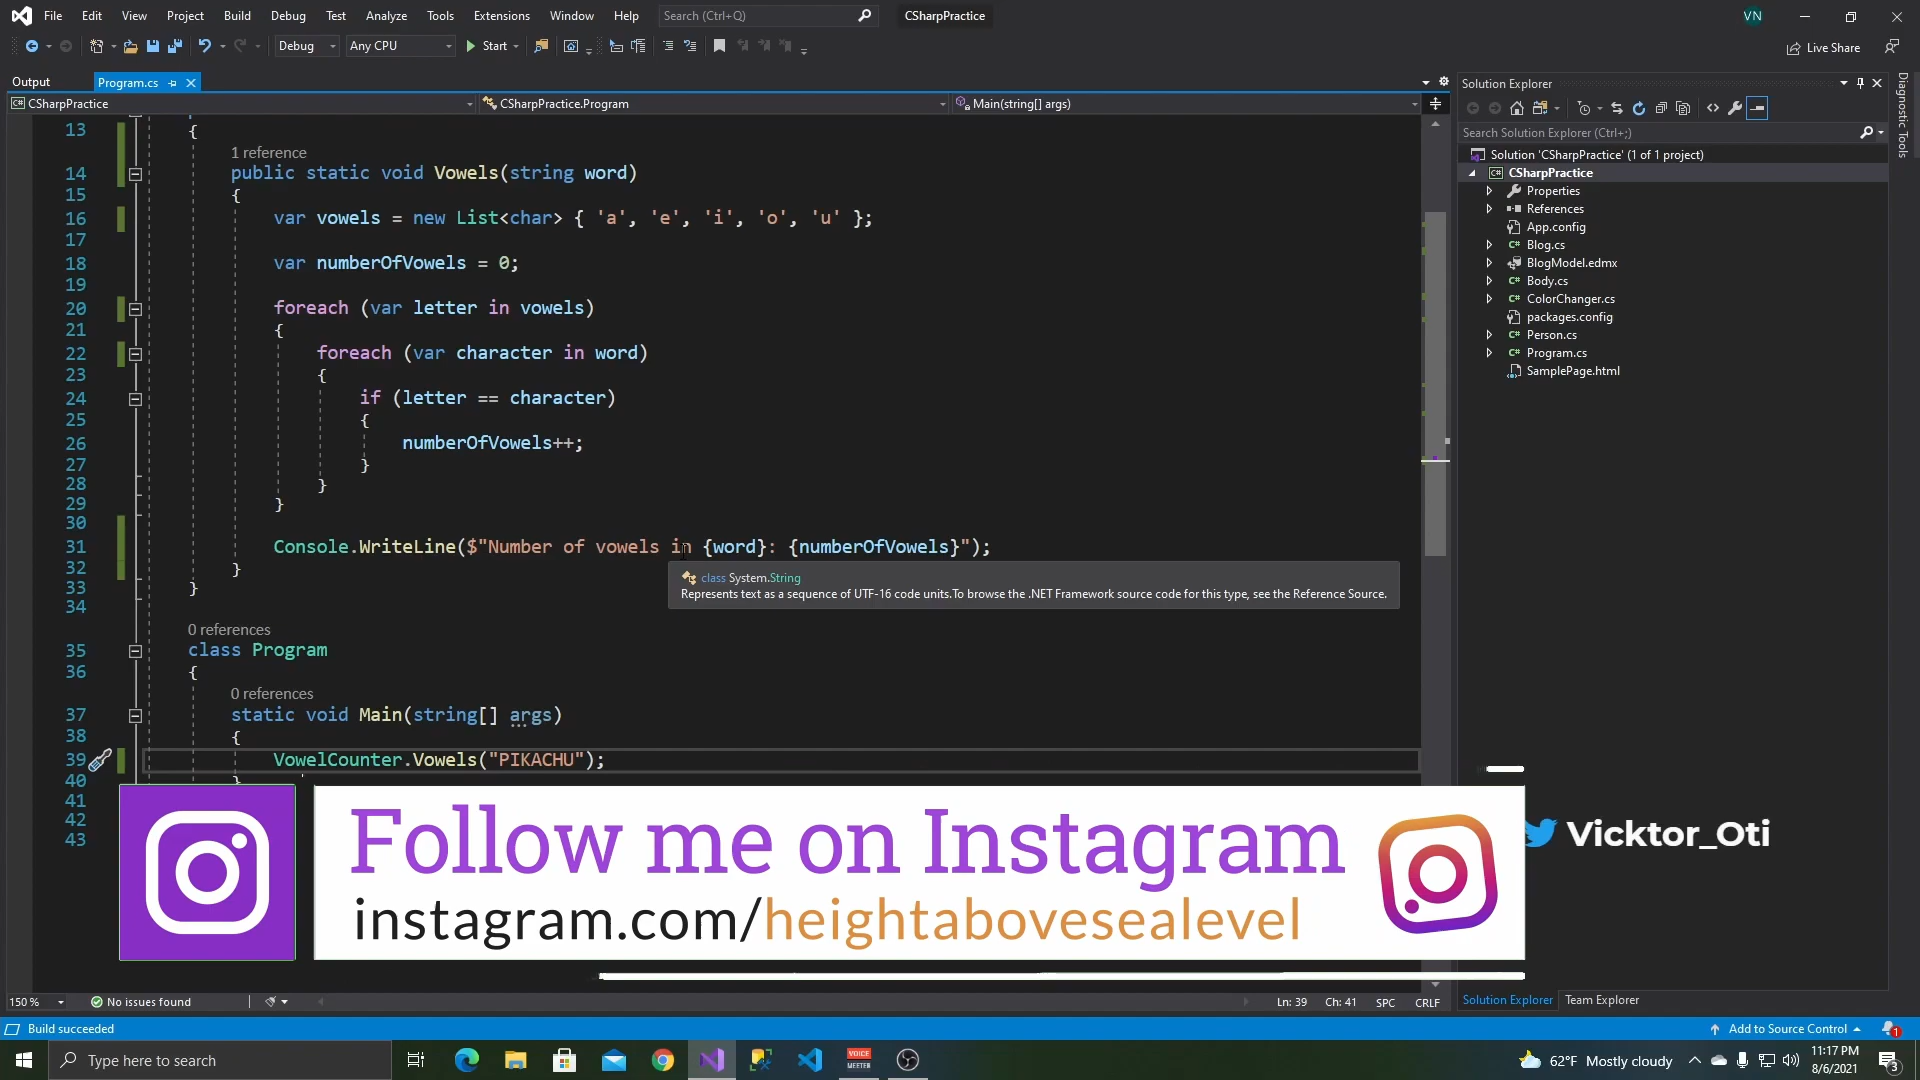 File Edit View Project Build Debug Test Analyze Tools Extensions Window Help Search (Ctrl+Q) CSharpPractice VN
Debug Any CPU Start Live Share
Output Program.cs
CSharpPractice CSharpPractice.Program Main(string[] args)
13 {
1 reference
14 public static void Vowels(string word)
15 {
16 var vowels = new List<char> { 'a', 'e', 'i', 'o', 'u' };
17
18 var numberOfVowels = 0;
19
20 foreach (var letter in vowels)
21 {
22 foreach (var character in word)
23 {
24 if (letter == character)
25 {
26 numberOfVowels++;
27 }
28 }
29 }
30
31 Console.WriteLine($"Number of vowels in {word}: {numberOfVowels}");
32 }
33 }
34
class System.String
Represents text as a sequence of UTF-16 code units.To browse the .NET Framework source code for this type, see the Reference Source.
0 references
35 class Program
36 {
0 references
37 static void Main(string[] args)
38 {
39 VowelCounter.Vowels("PIKACHU");
40 }
41
42
43
Solution Explorer
Search Solution Explorer (Ctrl+;)
Solution 'CSharpPractice' (1 of 1 project)
C# CSharpPractice
Properties
References
App.config
C# Blog.cs
BlogModel.edmx
C# Body.cs
C# ColorChanger.cs
packages.config
C# Person.cs
C# Program.cs
SamplePage.html
Diagnostic Tools
Follow me on Instagram
instagram.com/heightabovesealevel
Vicktor_Oti
150 % No issues found Ln: 39 Ch: 41 SPC CRLF
Solution Explorer Team Explorer
Build succeeded Add to Source Control 1
Type here to search VOICE MEETER 62°F Mostly cloudy 11:17 PM
8/6/2021 3